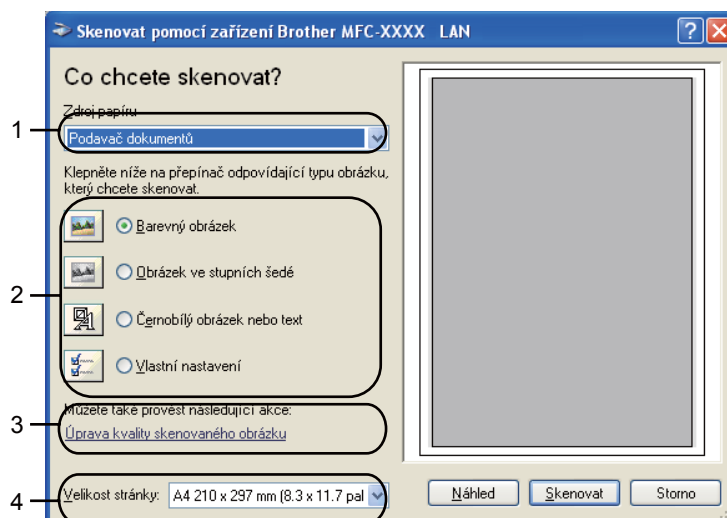 Skenovat pomocí zařízení Brother MFC-XXXX LAN
Co chcete skenovat?
1
Zdroj papíru
Podavač dokumentů
Klepněte níže na přepínač odpovídající typu obrázku,
který chcete skenovat.
2
Barevný obrázek
Obrázek ve stupních šedé
Černobílý obrázek nebo text
Vlastní nastavení
3
Můžete také provést následující akce:
Úprava kvality skenovaného obrázku
4
Velikost stránky: A4 210 x 297 mm (8.3 x 11.7 pal
Náhled
Skenovat
Storno